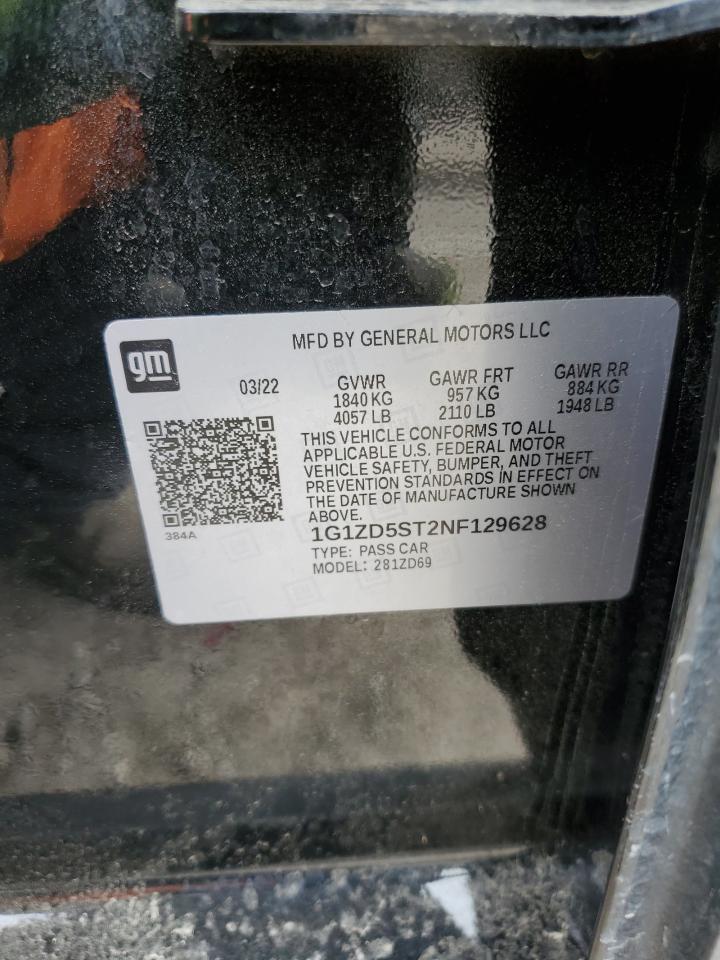 gm
MFD BY GENERAL MOTORS LLC
03/22 GVWR GAWR FRT GAWR RR
1840 KG 957 KG 884 KG
4057 LB 2110 LB 1948 LB
THIS VEHICLE CONFORMS TO ALL
APPLICABLE U.S. FEDERAL MOTOR
VEHICLE SAFETY, BUMPER, AND THEFT
PREVENTION STANDARDS IN EFFECT ON
THE DATE OF MANUFACTURE SHOWN
ABOVE.
384A
1G1ZD5ST2NF129628
TYPE: PASS CAR
MODEL: 281ZD69